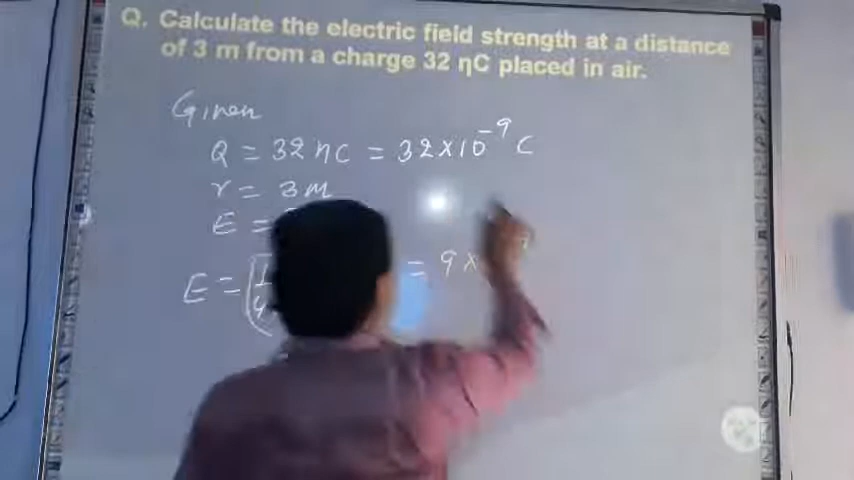 Q. Calculate the electric field strength at a distance
of 3 m from a charge 32 ηC placed in air.
Given
Q = 32 ηC = 32×10⁻⁹ C
r = 3 m
E =
E = = 9×